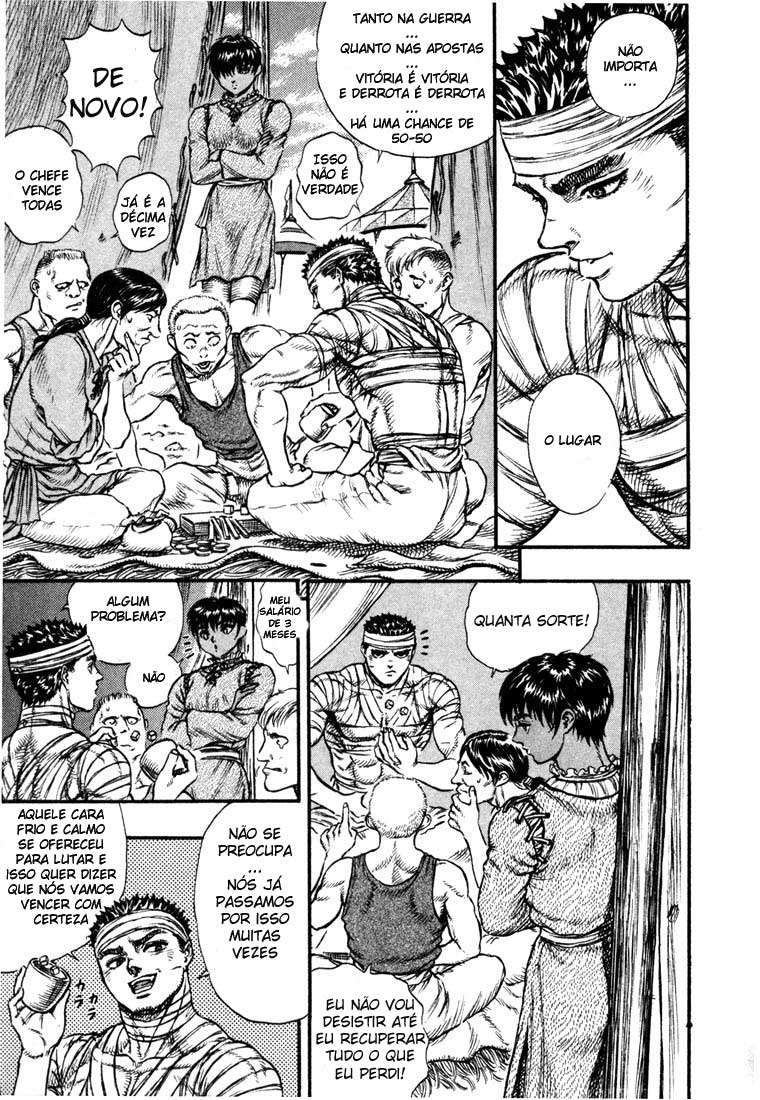 NÃO
IMPORTA
...
O LUGAR
TANTO NA GUERRA
...
QUANTO NAS APOSTAS
...
VITÓRIA É VITÓRIA
E DERROTA É DERROTA
...
HÁ UMA CHANCE DE
50-50
DE
NOVO!
ISSO
NÃO É
VERDADE
JÁ É A
DÉCIMA
VEZ
O CHEFE
VENCE
TODAS
QUANTA SORTE!
EU NÃO VOU
DESISTIR ATÉ
EU RECUPERAR
TUDO O QUE
EU PERDI!
MEU
SALÁRIO
DE 3
MESES
ALGUM
PROBLEMA?
NÃO
NÃO SE
PREOCUPA
...
NÓS JÁ
PASSAMOS
POR ISSO
MUITAS
VEZES
AQUELE CARA
FRIO E CALMO
SE OFERECEU
PARA LUTAR E
ISSO QUER DIZER
QUE NÓS VAMOS
VENCER COM
CERTEZA
カラ
カラ